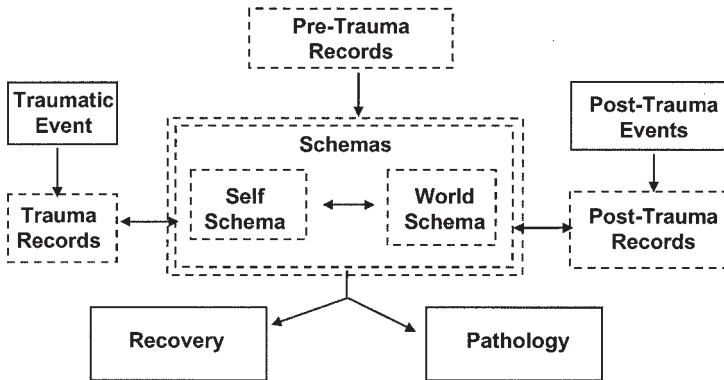 Pre-Trauma
Records
Traumatic
Event
Post-Trauma
Events
Schemas
Self
Schema
World
Schema
Trauma
Records
Post-Trauma
Records
Recovery
Pathology